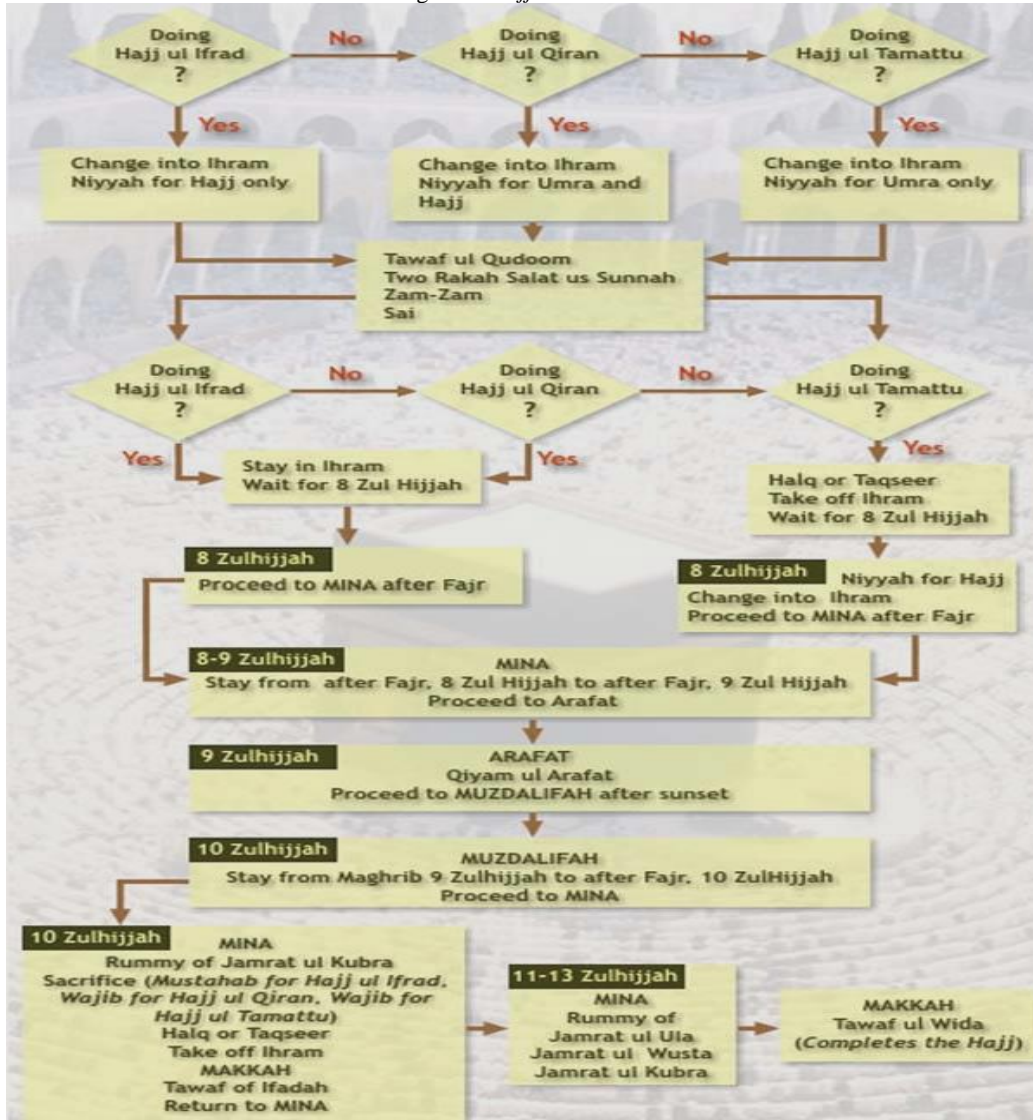 Doing
Hajj ul Ifrad
?
No
Doing
Hajj ul Qiran
?
No
Doing
Hajj ul Tamattu
?
Yes
Yes
Yes
Change into Ihram
Niyyah for Hajj only
Change into Ihram
Niyyah for Umra and
Hajj
Change into Ihram
Niyyah for Umra only
Tawaf ul Qudoom
Two Rakah Salat us Sunnah
Zam-Zam
Sai
Doing
Hajj ul Ifrad
?
No
Doing
Hajj ul Qiran
?
No
Doing
Hajj ul Tamattu
?
Yes
Yes
Yes
Stay in Ihram
Wait for 8 Zul Hijjah
Halq or Taqseer
Take off Ihram
Wait for 8 Zul Hijjah
8 Zulhijjah
Proceed to MINA after Fajr
8 Zulhijjah
Niyyah for Hajj
Change into Ihram
Proceed to MINA after Fajr
8-9 Zulhijjah
MINA
Stay from after Fajr, 8 Zul Hijjah to after Fajr, 9 Zul Hijjah
Proceed to Arafat
9 Zulhijjah
ARAFAT
Qiyam ul Arafat
Proceed to MUZDALIFAH after sunset
10 Zulhijjah
MUZDALIFAH
Stay from Maghrib 9 Zulhijjah to after Fajr, 10 ZulHijjah
Proceed to MINA
10 Zulhijjah
MINA
Rummy of Jamrat ul Kubra
Sacrifice (Mustahab for Hajj ul Ifrad,
Wajib for Hajj ul Qiran, Wajib for
Hajj ul Tamattu)
Halq or Taqseer
Take off Ihram
MAKKAH
Tawaf of Ifadah
Return to MINA
11-13 Zulhijjah
MINA
Rummy of
Jamrat ul Ula
Jamrat ul Wusta
Jamrat ul Kubra
MAKKAH
Tawaf ul Wida
(Completes the Hajj)